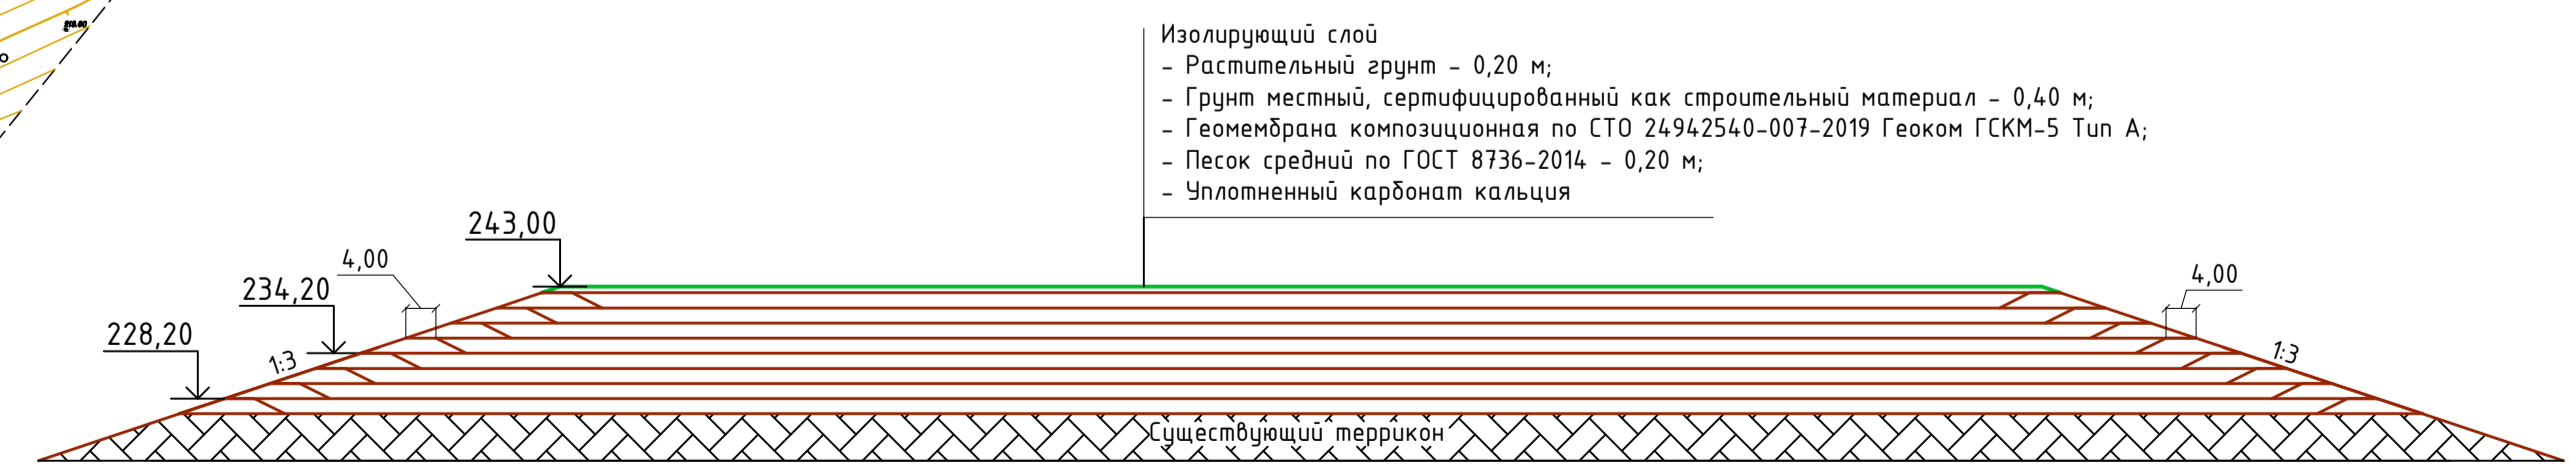 Изолирующий слой
- Растительный грунт - 0,20 м;
- Грунт местный, сертифицированный как строительный материал - 0,40 м;
- Геомембрана композиционная по СТО 24942540-007-2019 Геоком ГСКМ-5 Тип А;
- Песок средний по ГОСТ 8736-2014 - 0,20 м;
- Уплотненный карбонат кальция
243,00
4,00
4,00
234,20
228,20
1:3
1:3
Существующий террикон